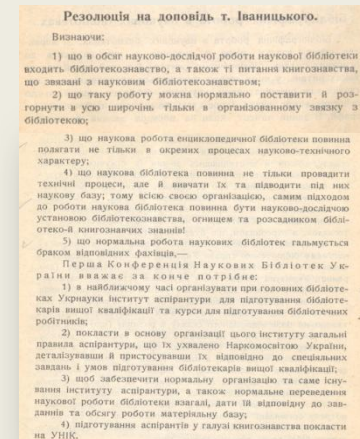 Резолюція на доповідь т. Іваницького.
Визнаючи:
1) що в обсяг науково-дослідчої роботи наукової бібліотеки
входить бібліотекознавство, а також ті питання книгознавства,
що звязані з науковим бібліотекознавством;
2) що таку роботу можна нормально поставити й роз-
горнути в усю широчінь тільки в організованному звязку з
бібліотекою;
3) що наукова робота енциклопедичної бібліотеки повинна
полягати не тільки в окремих процесах науково-технічного
характеру;
4) що наукова бібліотека повинна не тільки провадити
технічні процеси, але й вивчати їх та підводити під них
наукову базу; тому всією своєю організацією, самим підходом
до роботи наукова бібліотека повинна бути науково-дослідчою
установою бібліотекознавства, огнищем та розсадником біблі-
отеко-й книгознавчих знаннів!
5) що нормальна робота наукових бібліотек гальмується
браком відповідних фахівців,—
Перша Конференція Наукових Бібліотек Ук-
раїни вважає за конче потрібне:
1) в найближчому часі організувати при головних бібліоте-
ках Укрнауки інститут аспірантури для підготування бібліоте-
карів вищої кваліфікації та курси для підготування бібліотечних
робітників;
2) покласти в основу організації цього інституту загальні
правила аспірантури, що їх ухвалено Наркомосвітою України,
деталізувавши й пристосувавши їх відповідно до спеціяльних
завдань і умов підготування бібліотекарів вищої кваліфікації;
3) щоб забезпечити нормальну організацію та саме існу-
вання інституту аспірантури, а також нормальне переведення
наукової роботи бібліотеки взагалі, дати їй відповідну до зав-
даннів та обсягу роботи матеріяльну базу;
4) підготування аспірантів у галузі книгознавства покласти
на УНІК.